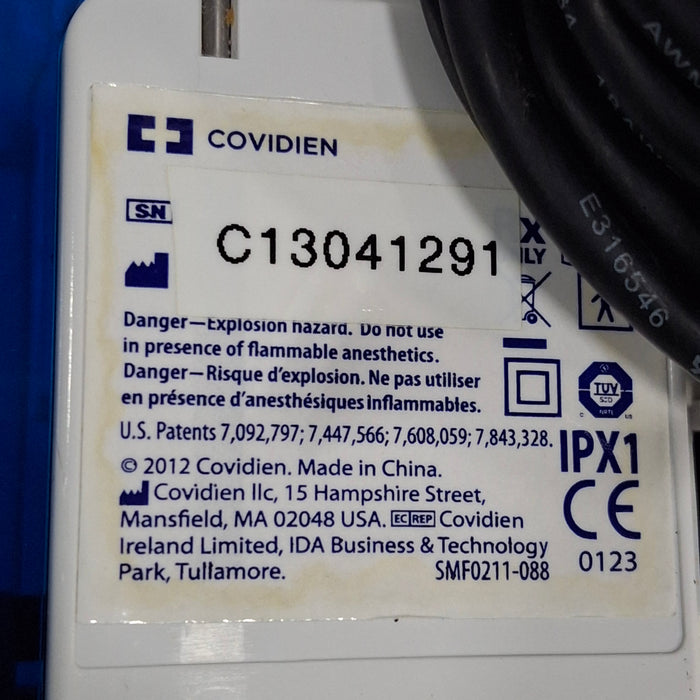 COVIDIEN
SN
C13041291
Danger—Explosion hazard. Do not use
in presence of flammable anesthetics.
Danger—Risque d'explosion. Ne pas utiliser
en présence d'anesthésiques inflammables.
U.S. Patents 7,092,797; 7,447,566; 7,608,059; 7,843,328.
© 2012 Covidien. Made in China.
Covidien llc, 15 Hampshire Street,
Mansfield, MA 02048 USA. EC REP Covidien
Ireland Limited, IDA Business & Technology
Park, Tullamore.
SMF0211-088
TUV
IPX1
CE
0123
E316546